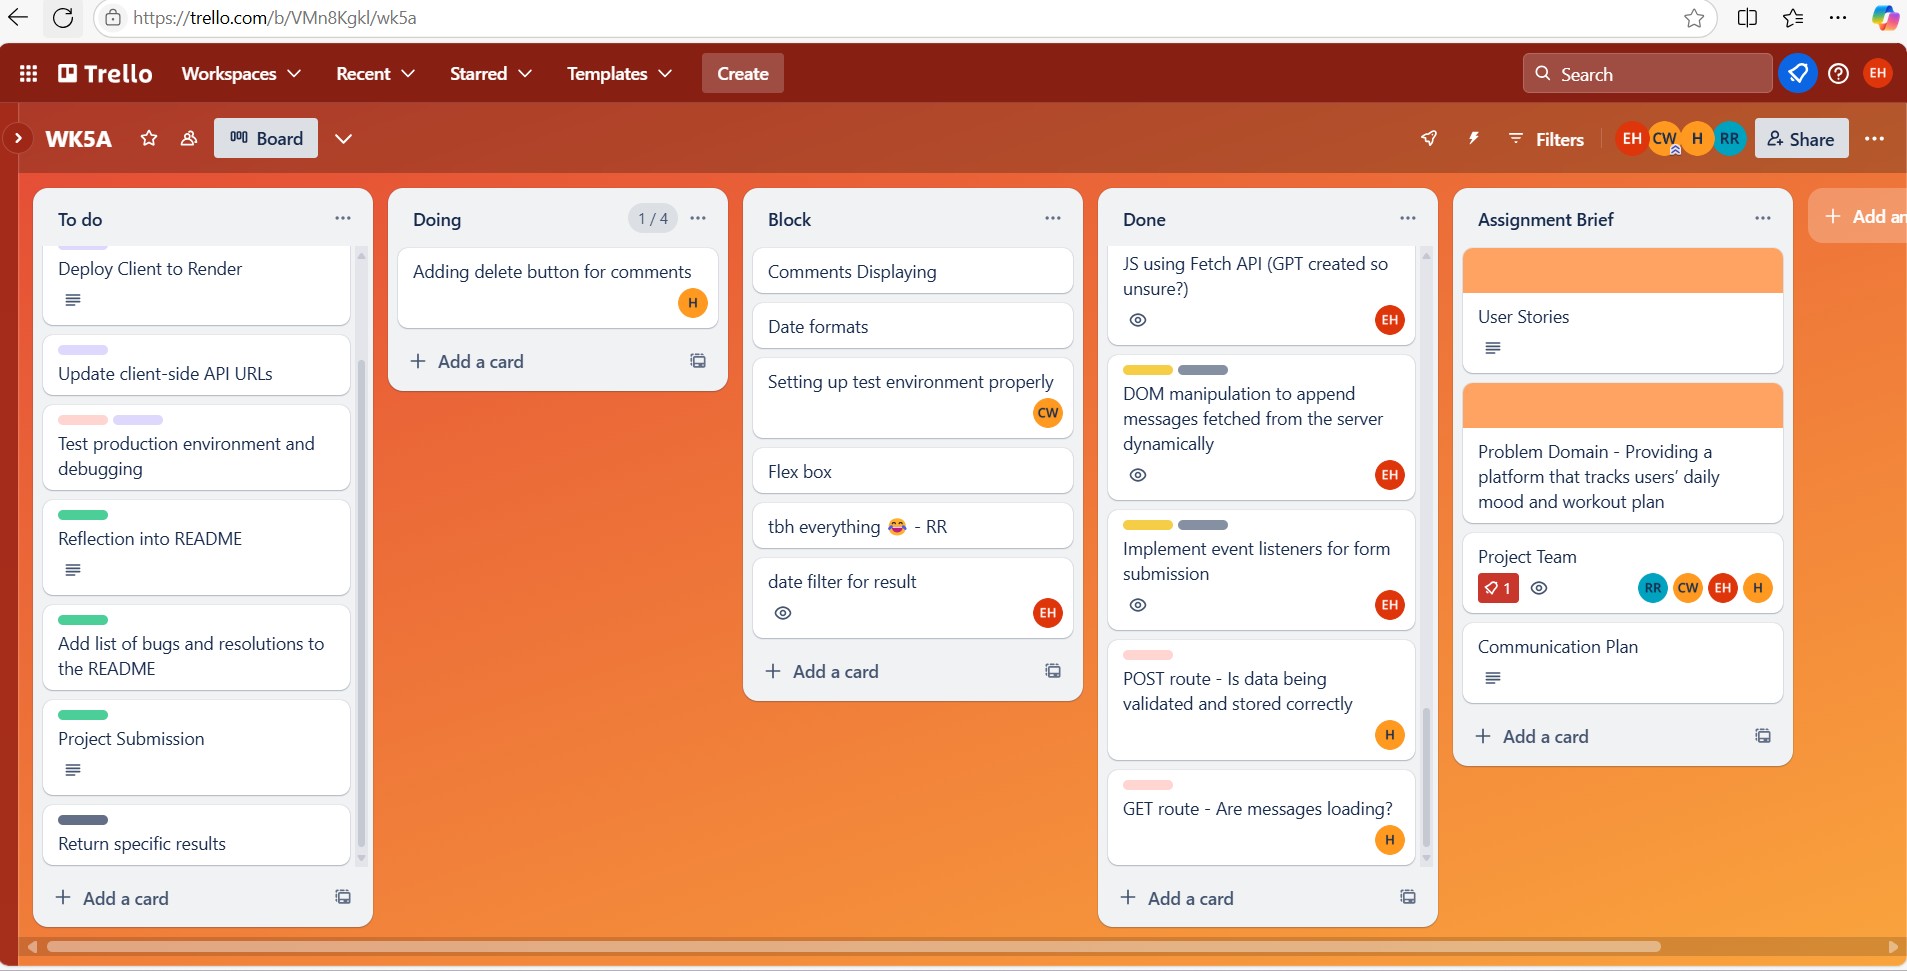 https://trello.com/b/VMn8Kgkl/wk5a
Trello
Workspaces
Recent
Starred
Templates
Create
Search
EH
WK5A
Board
Filters
EH
CW
H
RR
Share
To do
Deploy Client to Render
Update client-side API URLs
Test production environment and
debugging
Reflection into README
Add list of bugs and resolutions to
the README
Project Submission
Return specific results
+ Add a card
Doing
1 / 4
Adding delete button for comments
H
+ Add a card
Block
Comments Displaying
Date formats
Setting up test environment properly
CW
Flex box
tbh everything 😂 - RR
date filter for result
EH
+ Add a card
Done
JS using Fetch API (GPT created so
unsure?)
EH
DOM manipulation to append
messages fetched from the server
dynamically
EH
Implement event listeners for form
submission
EH
POST route - Is data being
validated and stored correctly
H
GET route - Are messages loading?
H
+ Add a card
Assignment Brief
User Stories
Problem Domain - Providing a
platform that tracks users’ daily
mood and workout plan
Project Team
1
RR
CW
EH
H
Communication Plan
+ Add a card
+ Add an